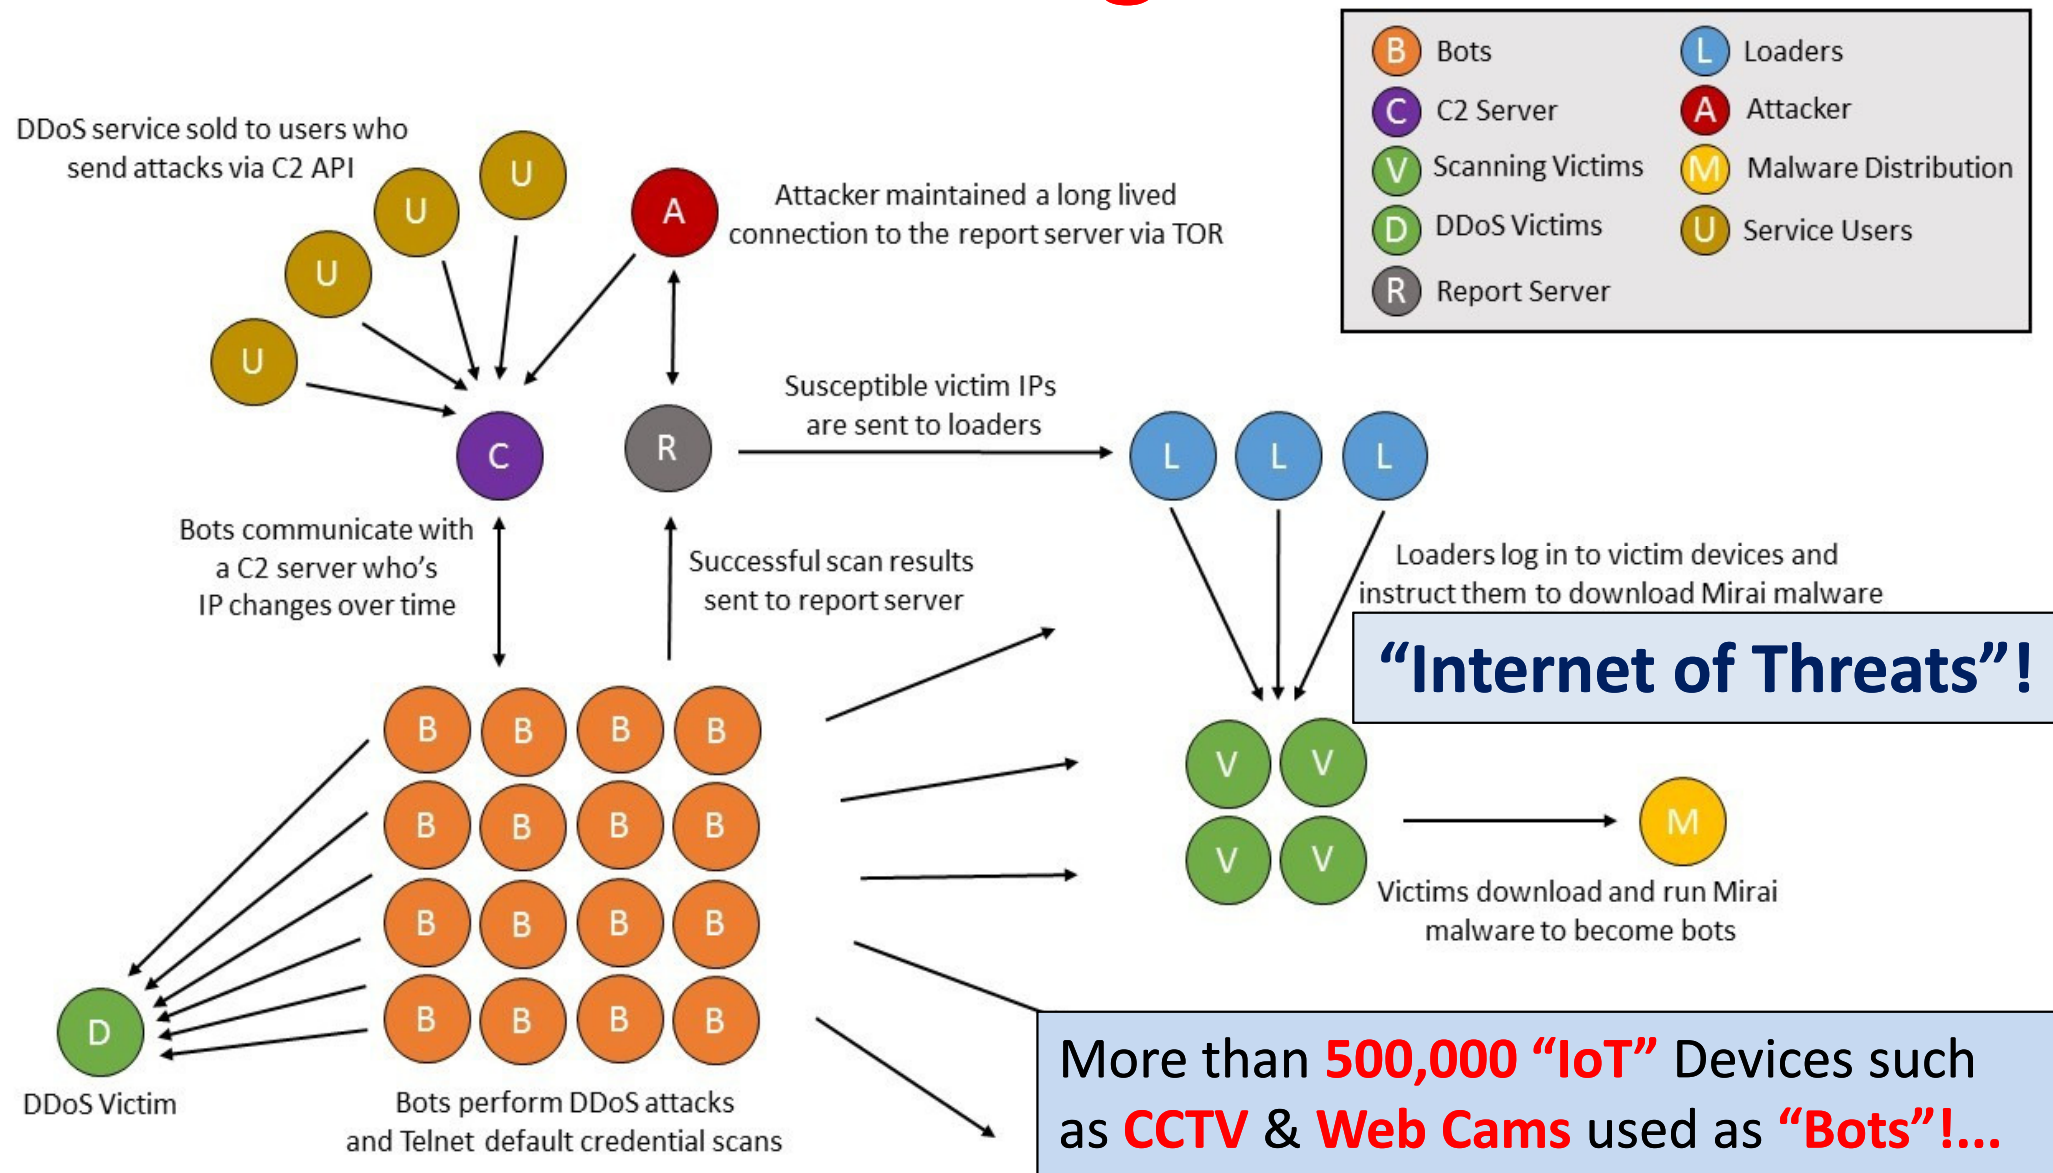 B Bots
L Loaders
C C2 Server
A Attacker
V Scanning Victims
M Malware Distribution
D DDoS Victims
U Service Users
R Report Server
DDoS service sold to users who
send attacks via C2 API
U
U
U
U
A
Attacker maintained a long lived
connection to the report server via TOR
C
R
Susceptible victim IPs
are sent to loaders
L L L
Bots communicate with
a C2 server who's
IP changes over time
Successful scan results
sent to report server
Loaders log in to victim devices and
instruct them to download Mirai malware
“Internet of Threats”!
B B B B
B B B B
B B B B
B B B B
V V
V V
M
Victims download and run Mirai
malware to become bots
D
DDoS Victim
Bots perform DDoS attacks
and Telnet default credential scans
More than 500,000 “IoT” Devices such
as CCTV & Web Cams used as “Bots”!...